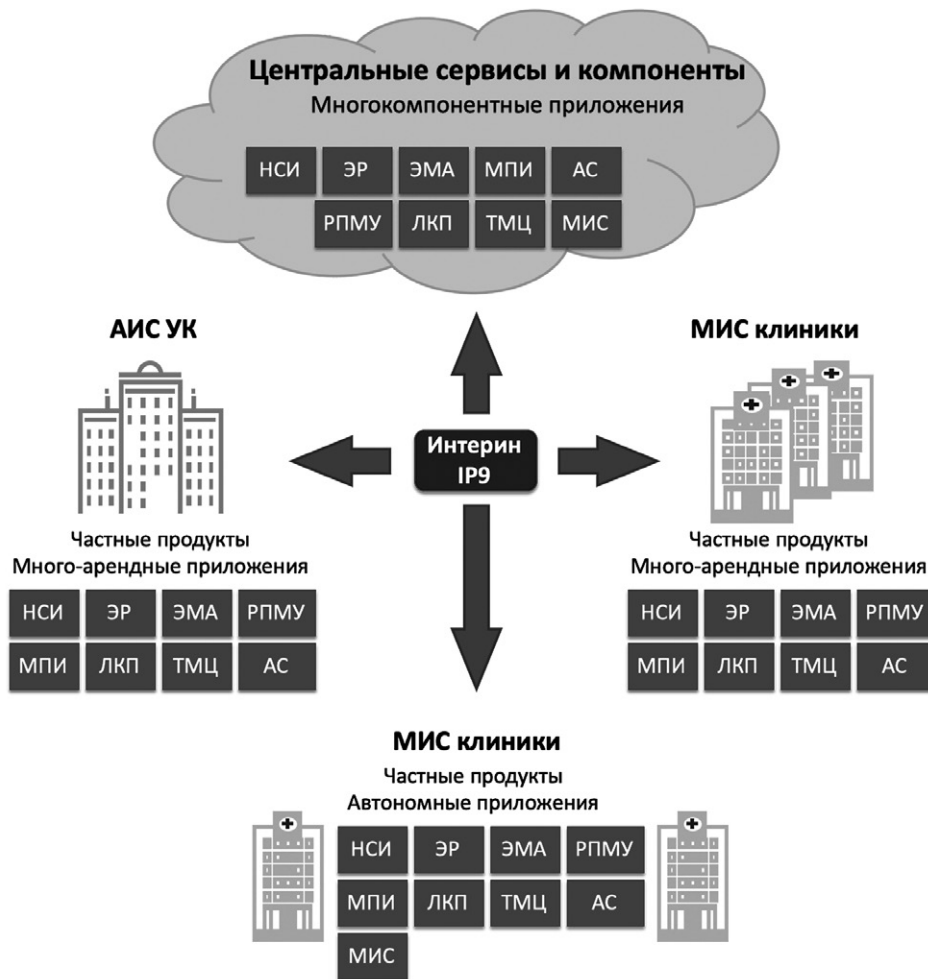 Центральные сервисы и компоненты
Многокомпонентные приложения
НСИ ЭР ЭМА МПИ АС
РПМУ ЛКП ТМЦ МИС
АИС УК
МИС клиники
Интерин
IP9
Частные продукты
Много-арендные приложения
НСИ ЭР ЭМА РПМУ
МПИ ЛКП ТМЦ АС
Частные продукты
Много-арендные приложения
НСИ ЭР ЭМА РПМУ
МПИ ЛКП ТМЦ АС
МИС клиники
Частные продукты
Автономные приложения
НСИ ЭР ЭМА РПМУ
МПИ ЛКП ТМЦ АС
МИС